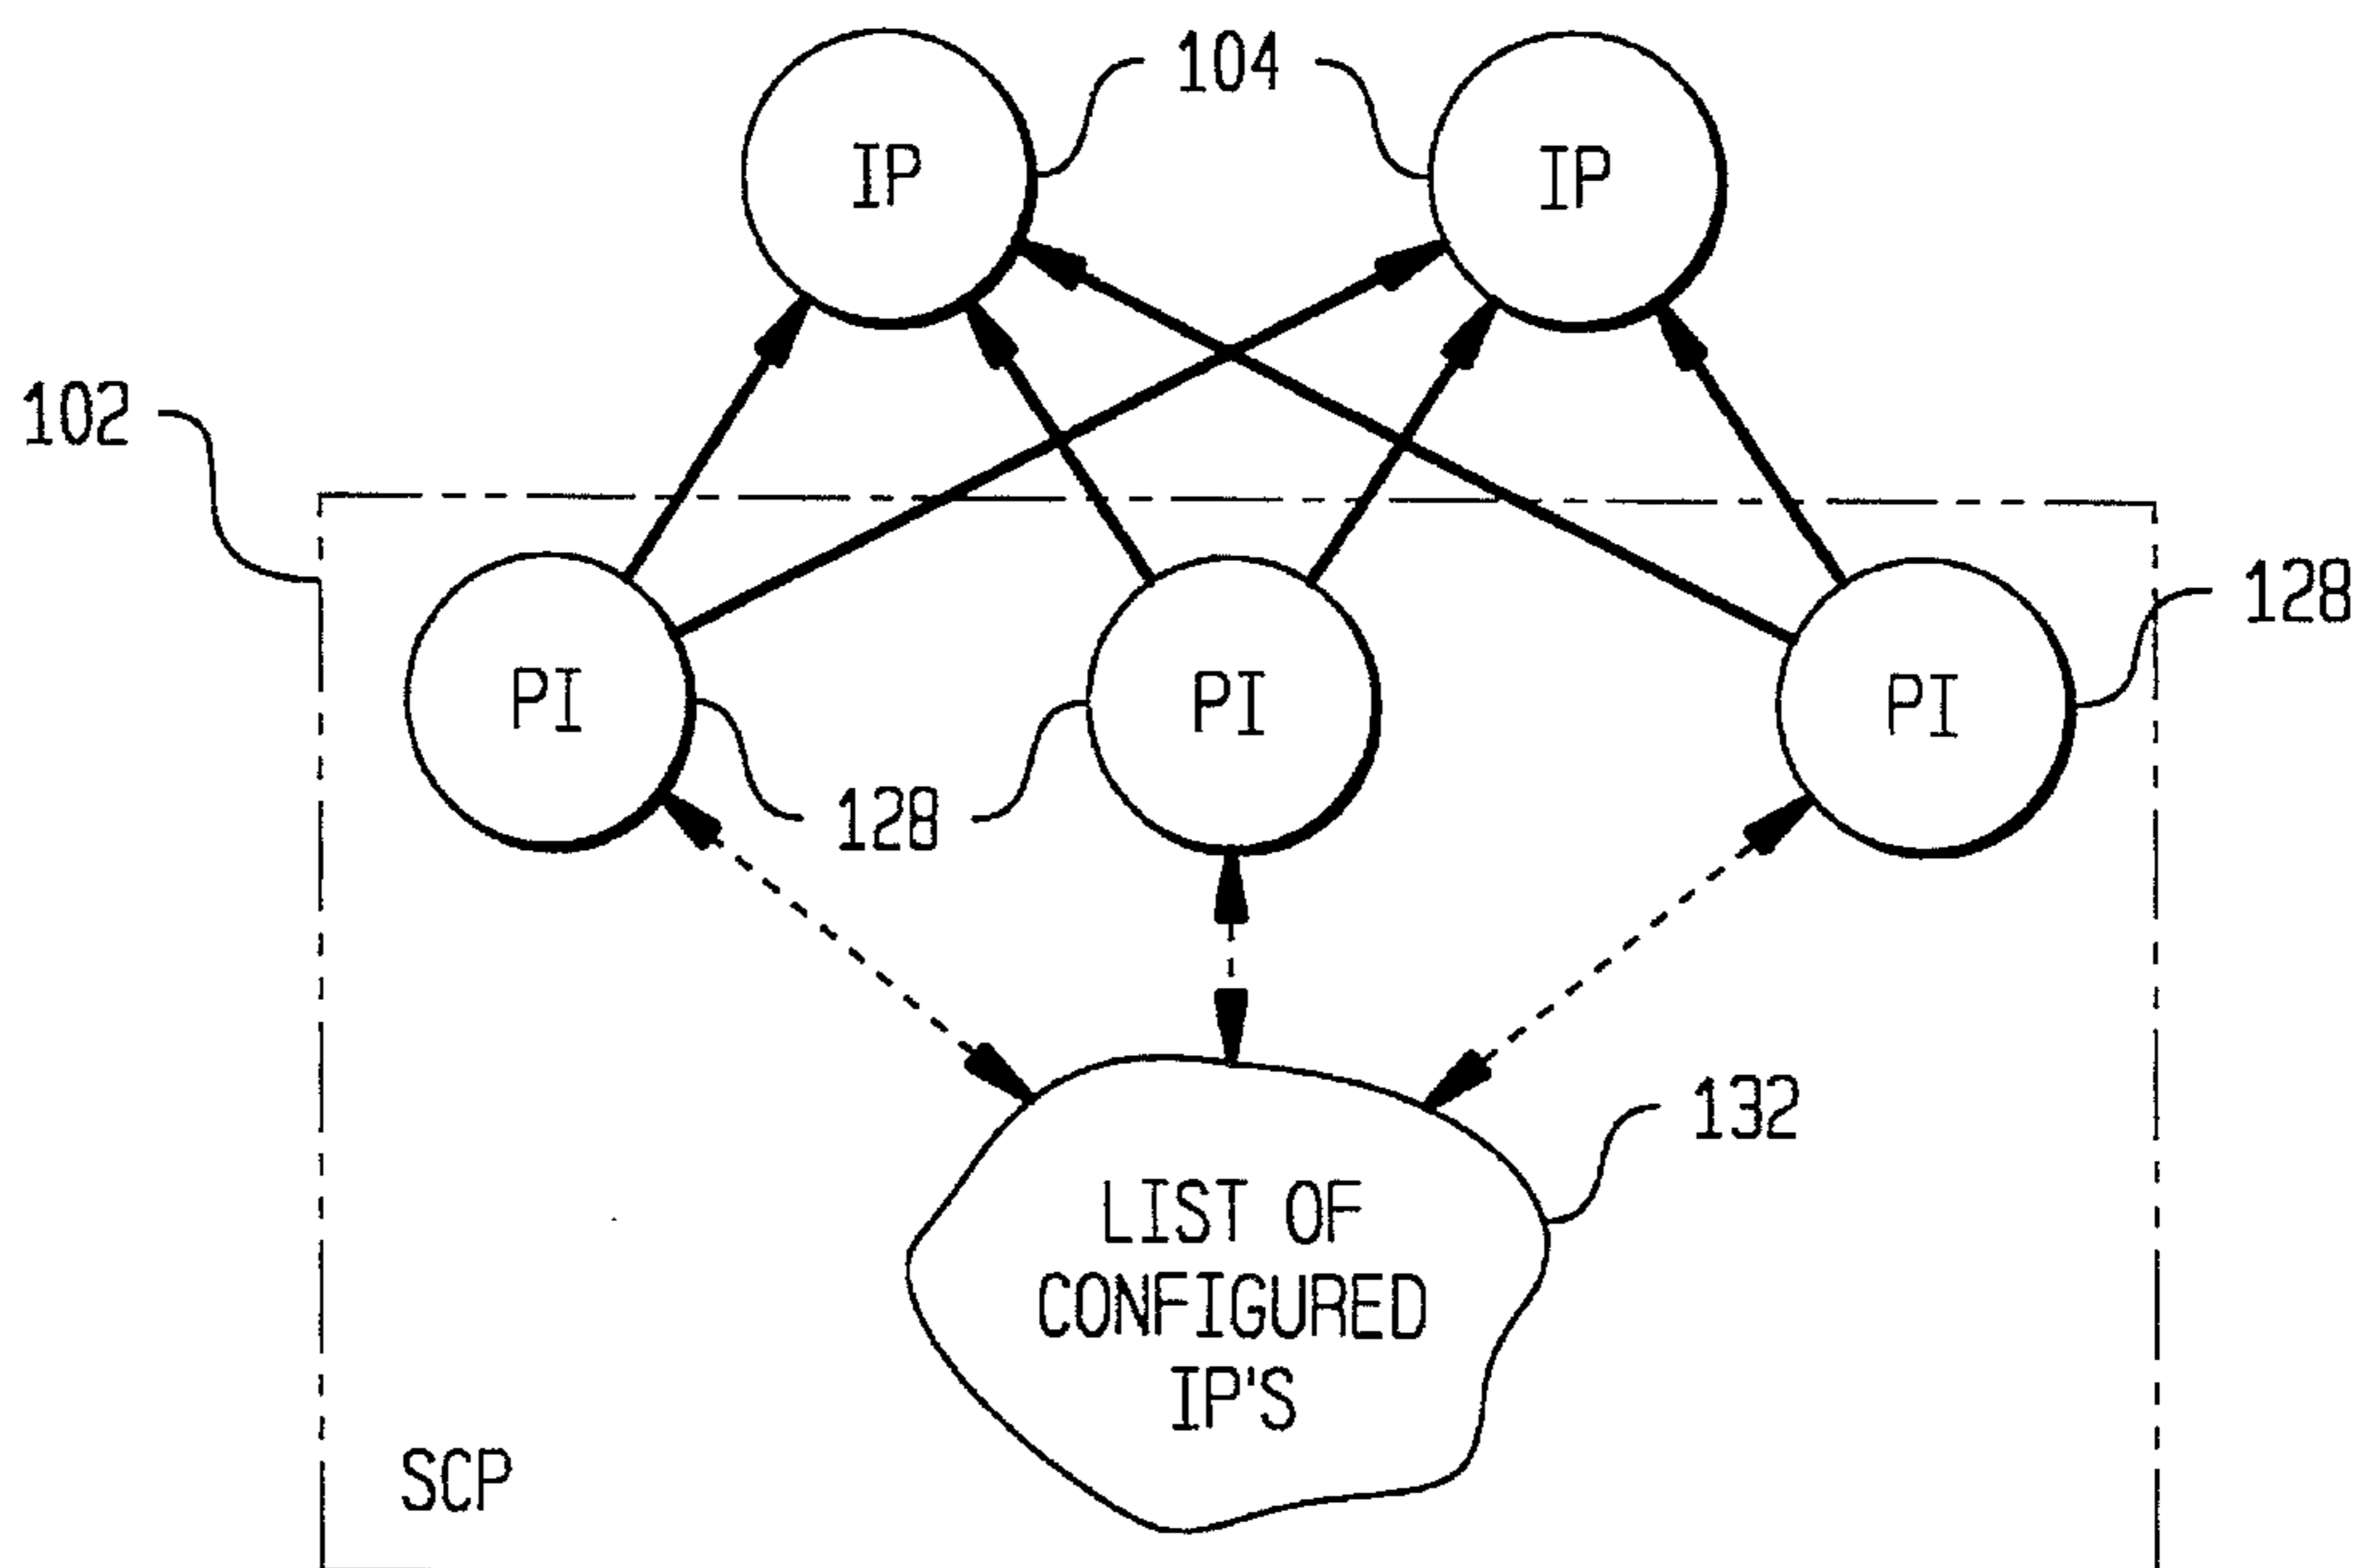 104
IP
IP
102
128
PI
PI
PI
128
132
LIST OF
CONFIGURED
IP'S
SCP